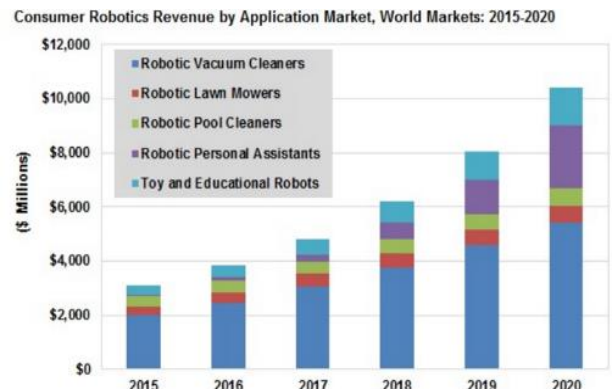 Consumer Robotics Revenue by Application Market, World Markets: 2015-2020
$12,000
$10,000
$8,000
$6,000
$4,000
$2,000
$0
($ Millions)
Robotic Vacuum Cleaners
Robotic Lawn Mowers
Robotic Pool Cleaners
Robotic Personal Assistants
Toy and Educational Robots
2015 2016 2017 2018 2019 2020